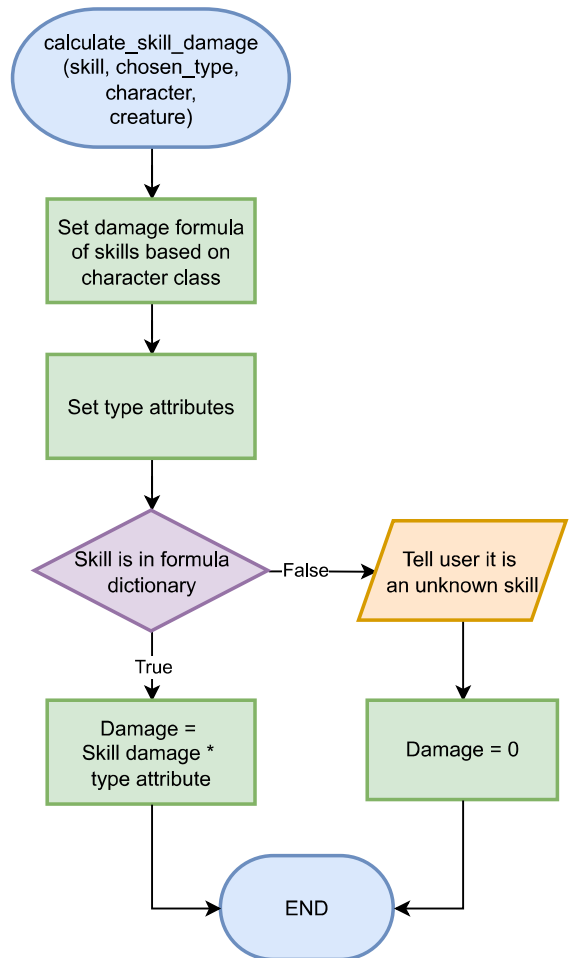 calculate_skill_damage
(skill, chosen_type,
character,
creature)
Set damage formula
of skills based on
character class
Set type attributes
Skill is in formula
dictionary
False
Tell user it is
an unknown skill
True
Damage =
Skill damage *
type attribute
Damage = 0
END